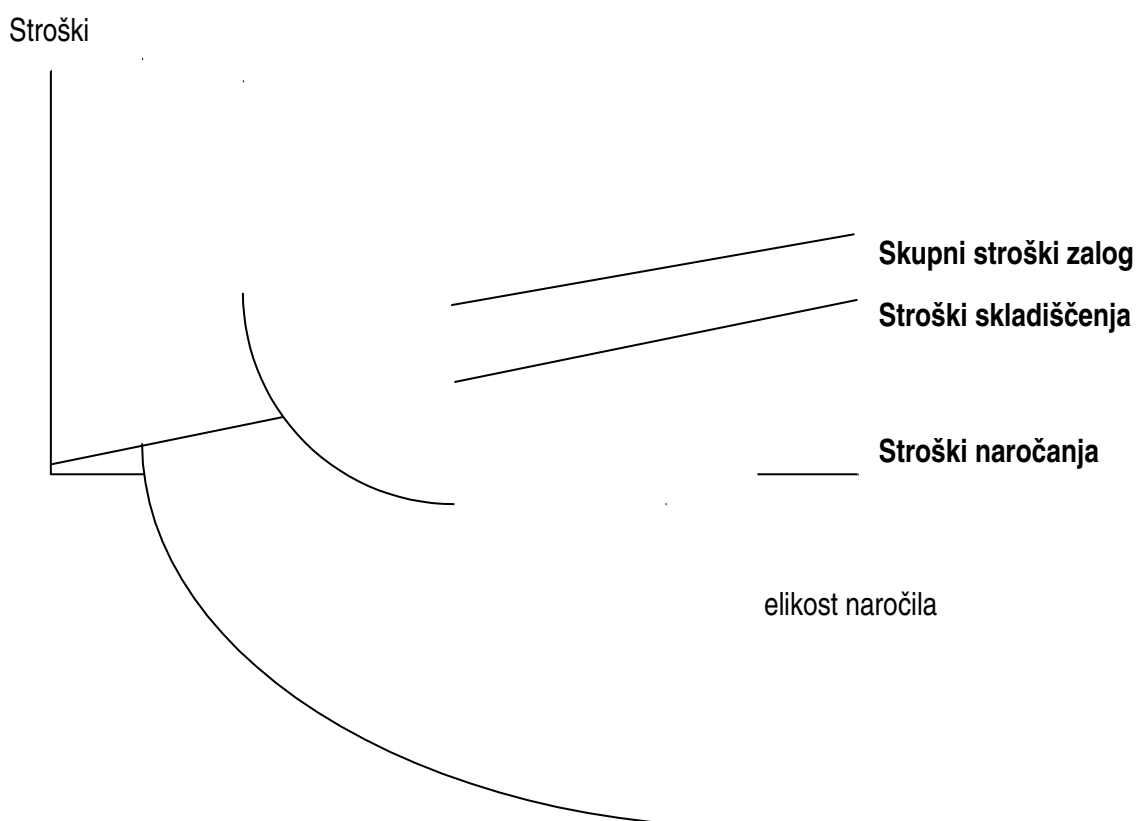 Stroški
Skupni stroški zalog
Stroški skladiščenja
Stroški naročanja
elikost naročila